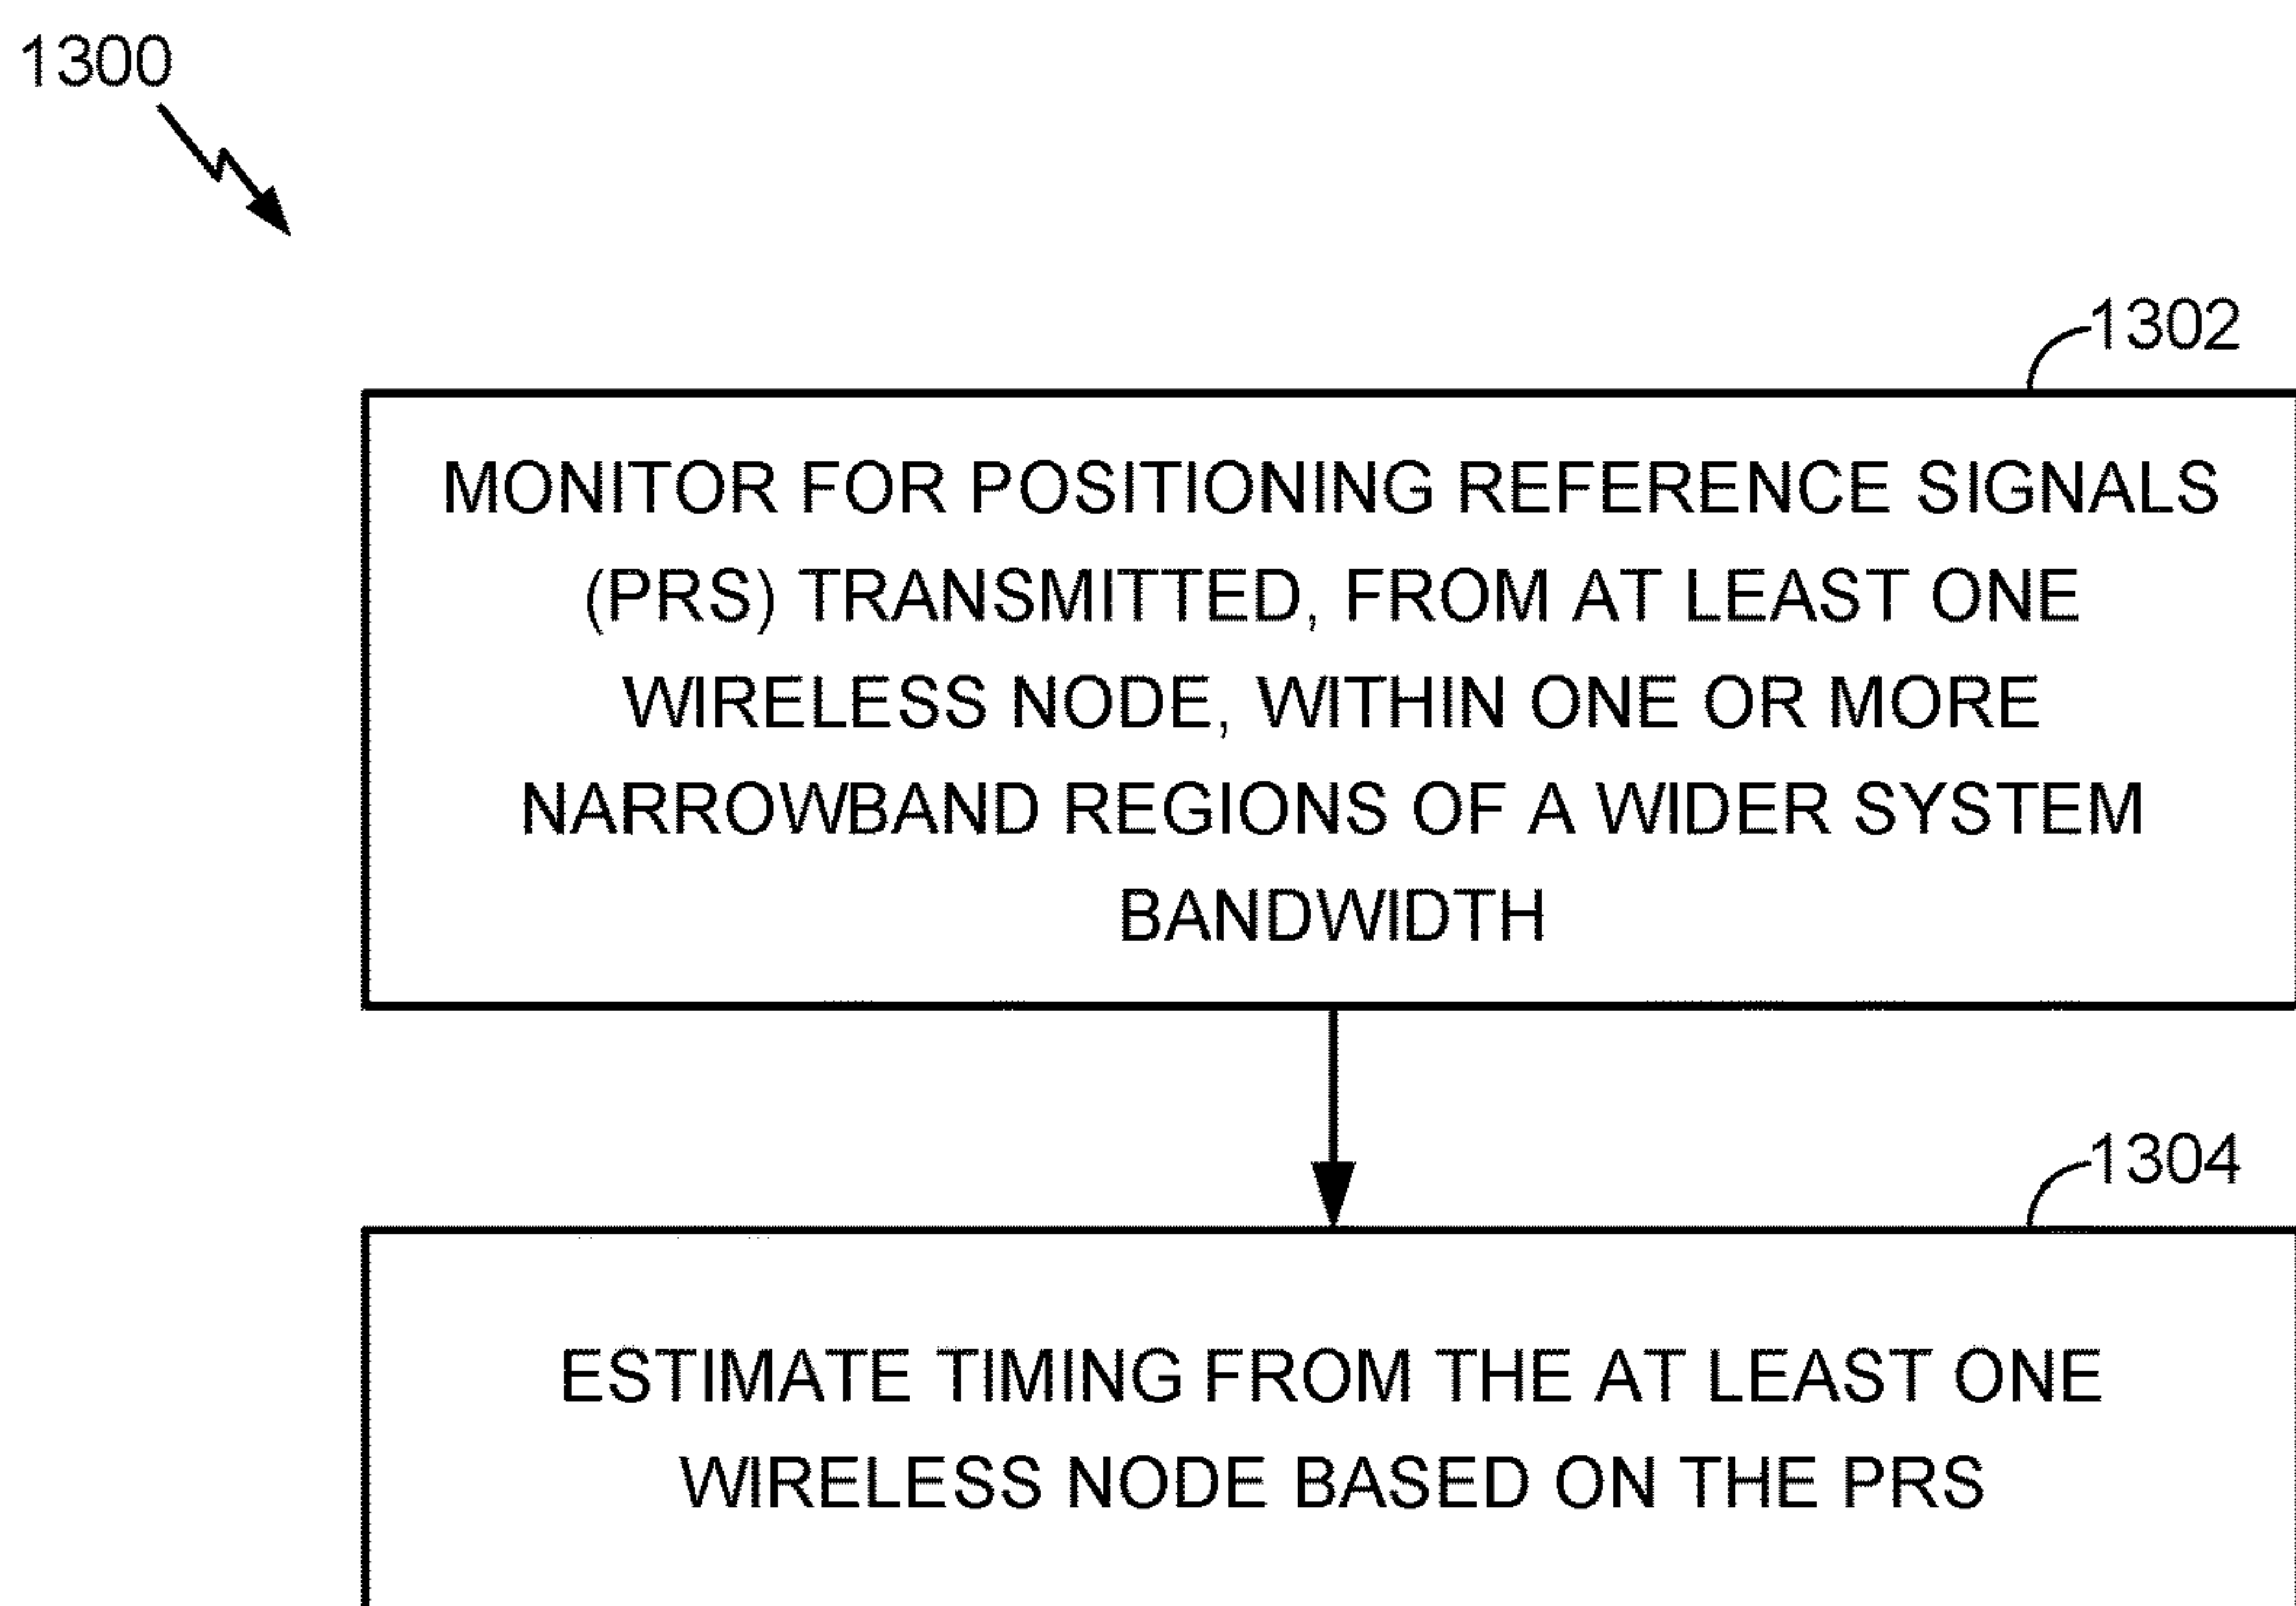 1300
1302
MONITOR FOR POSITIONING REFERENCE SIGNALS
(PRS) TRANSMITTED, FROM AT LEAST ONE
WIRELESS NODE, WITHIN ONE OR MORE
NARROWBAND REGIONS OF A WIDER SYSTEM
BANDWIDTH
1304
ESTIMATE TIMING FROM THE AT LEAST ONE
WIRELESS NODE BASED ON THE PRS